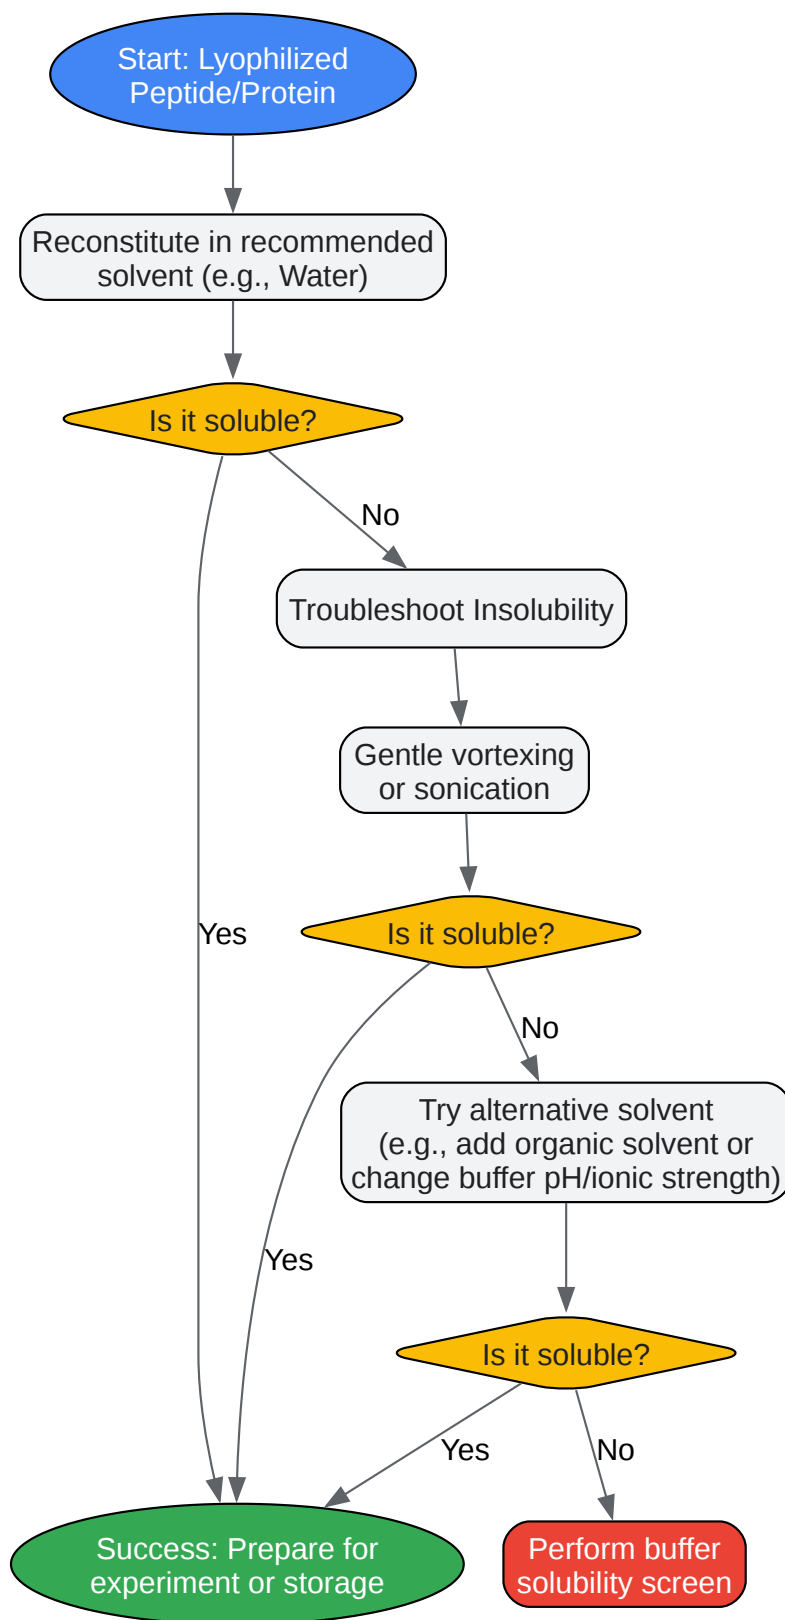 Start: Lyophilized
Peptide/Protein
Reconstitute in recommended
solvent (e.g., Water)
Is it soluble?
No
Troubleshoot Insolubility
Gentle vortexing
or sonication
Yes
Is it soluble?
No
Try alternative solvent
(e.g., add organic solvent or
change buffer pH/ionic strength)
Yes
Is it soluble?
Yes
No
Success: Prepare for
experiment or storage
Perform buffer
solubility screen